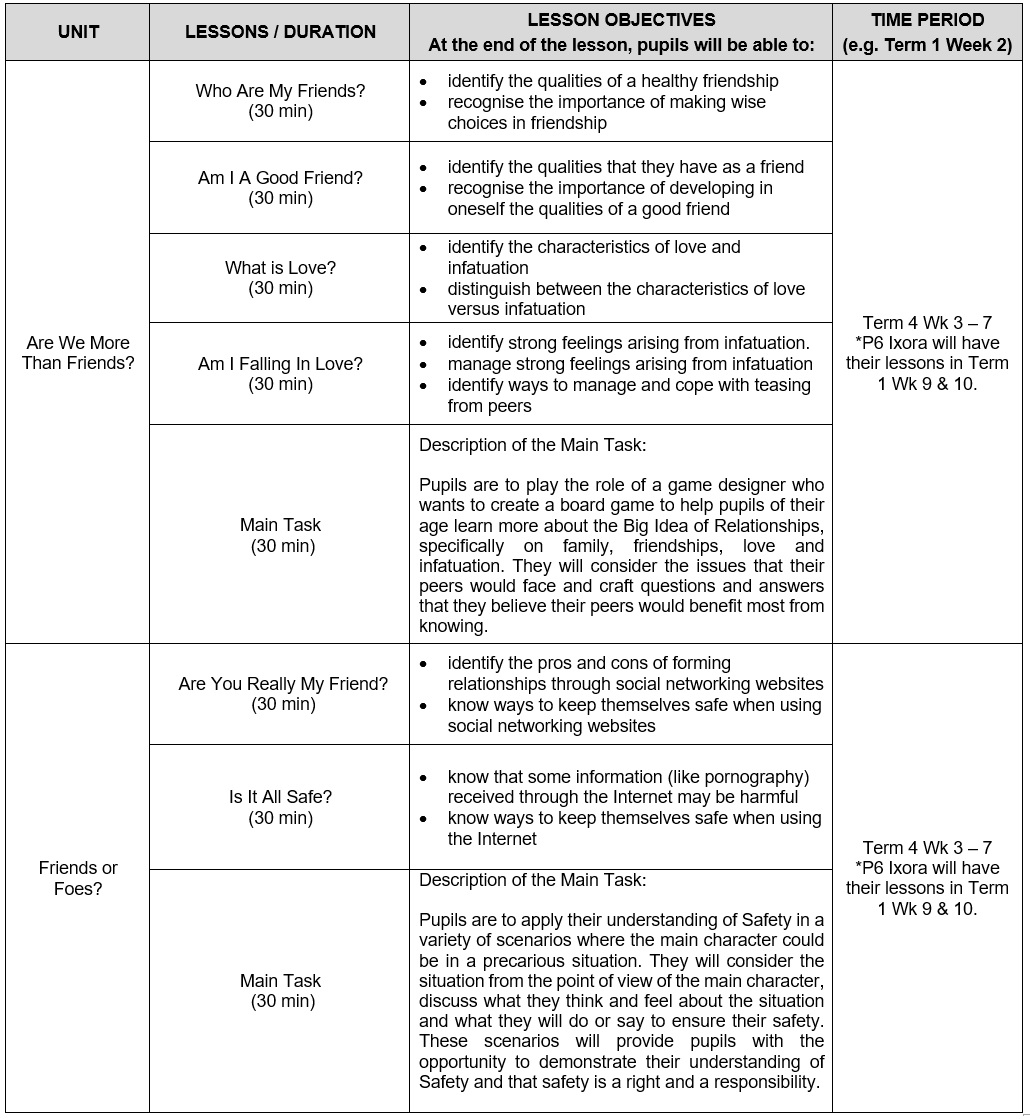 UNIT
LESSONS / DURATION
LESSON OBJECTIVES
At the end of the lesson, pupils will be able to:
TIME PERIOD
(e.g. Term 1 Week 2)
Are We More
Than Friends?
Who Are My Friends?
(30 min)
• identify the qualities of a healthy friendship
• recognise the importance of making wise
choices in friendship
Am I A Good Friend?
(30 min)
• identify the qualities that they have as a friend
• recognise the importance of developing in
oneself the qualities of a good friend
What is Love?
(30 min)
• identify the characteristics of love and
infatuation
• distinguish between the characteristics of love
versus infatuation
Am I Falling In Love?
(30 min)
• identify strong feelings arising from infatuation.
• manage strong feelings arising from infatuation
• identify ways to manage and cope with teasing
from peers
Main Task
(30 min)
Description of the Main Task:
Pupils are to play the role of a game designer who
wants to create a board game to help pupils of their
age learn more about the Big Idea of Relationships,
specifically on family, friendships, love and
infatuation. They will consider the issues that their
peers would face and craft questions and answers
that they believe their peers would benefit most from
knowing.
Term 4 Wk 3 – 7
*P6 Ixora will have
their lessons in Term
1 Wk 9 & 10.
Friends or
Foes?
Are You Really My Friend?
(30 min)
• identify the pros and cons of forming
relationships through social networking websites
• know ways to keep themselves safe when using
social networking websites
Is It All Safe?
(30 min)
• know that some information (like pornography)
received through the Internet may be harmful
• know ways to keep themselves safe when using
the Internet
Main Task
(30 min)
Description of the Main Task:
Pupils are to apply their understanding of Safety in a
variety of scenarios where the main character could
be in a precarious situation. They will consider the
situation from the point of view of the main character,
discuss what they think and feel about the situation
and what they will do or say to ensure their safety.
These scenarios will provide pupils with the
opportunity to demonstrate their understanding of
Safety and that safety is a right and a responsibility.
Term 4 Wk 3 – 7
*P6 Ixora will have
their lessons in Term
1 Wk 9 & 10.